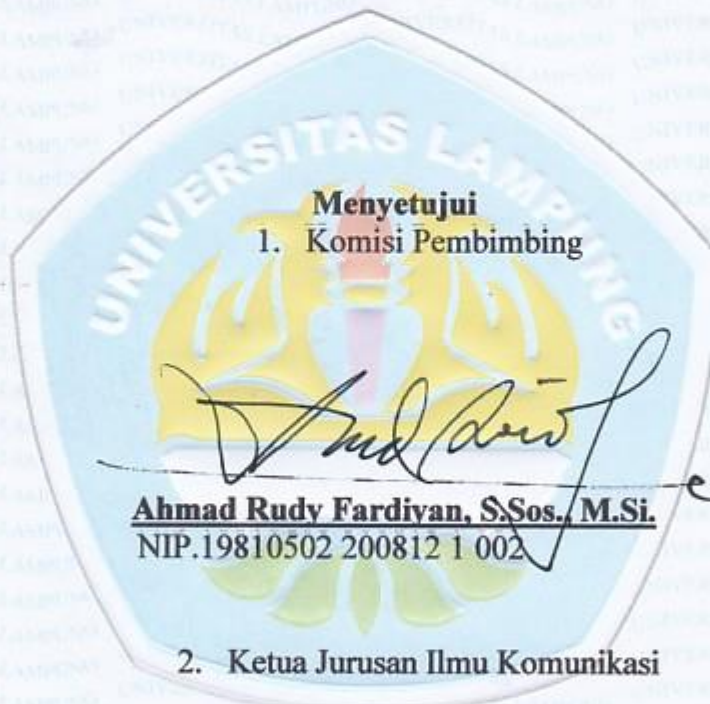 UNIVERSITAS LAMPUNG
Menyetujui
1. Komisi Pembimbing
Ahmad Rudy Fardiyan, S.Sos., M.Si.
NIP.19810502 200812 1 002
2. Ketua Jurusan Ilmu Komunikasi